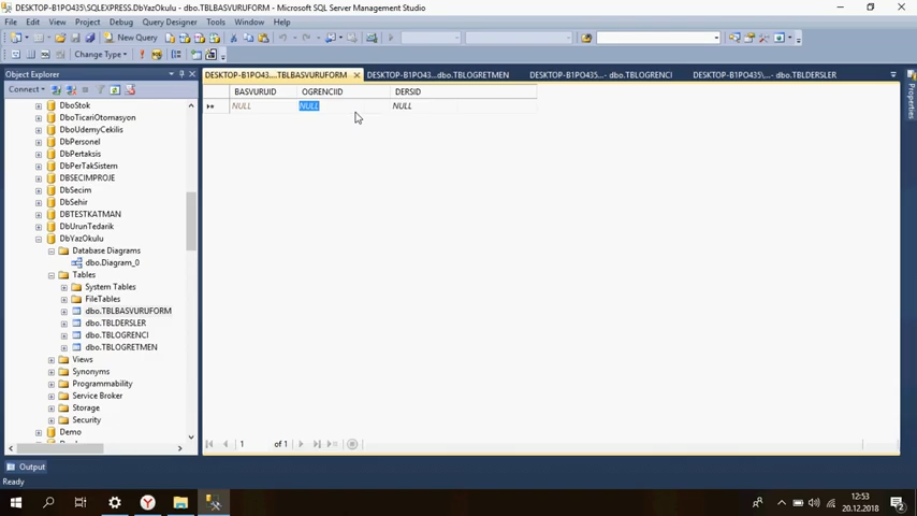 DESKTOP-B1PO435\SQLEXPRESS.DbYazOkulu - dbo.TBLBASVURUFORM - Microsoft SQL Server Management Studio
File Edit View Project Debug Query Designer Tools Window Help
New Query
Change Type
Object Explorer
DESKTOP-B1PO43....TBLBASVURUFORM
DESKTOP-B1PO43...dbo.TBLOGRETMEN
DESKTOP-B1PO435\...- dbo.TBLOGRENCI
DESKTOP-B1PO435\... - dbo.TBLDERSLER
Connect
BASVURUID OGRENCIID DERSID
NULL NULL NULL
DboStok
DboTicariOtomasyon
DboUdemyCekilis
DbPersonel
DbPertaksis
DbPerTakSistem
DBSECIMPROJE
DbSecim
DbSehir
DBTESTKATMAN
DbUrunTedarik
DbYazOkulu
Database Diagrams
dbo.Diagram_0
Tables
System Tables
FileTables
dbo.TBLBASVURUFORM
dbo.TBLDERSLER
dbo.TBLOGRENCI
dbo.TBLOGRETMEN
Views
Synonyms
Programmability
Service Broker
Storage
Security
Demo
Properties
1 of 1
Output
Ready
12:53
20.12.2018
2